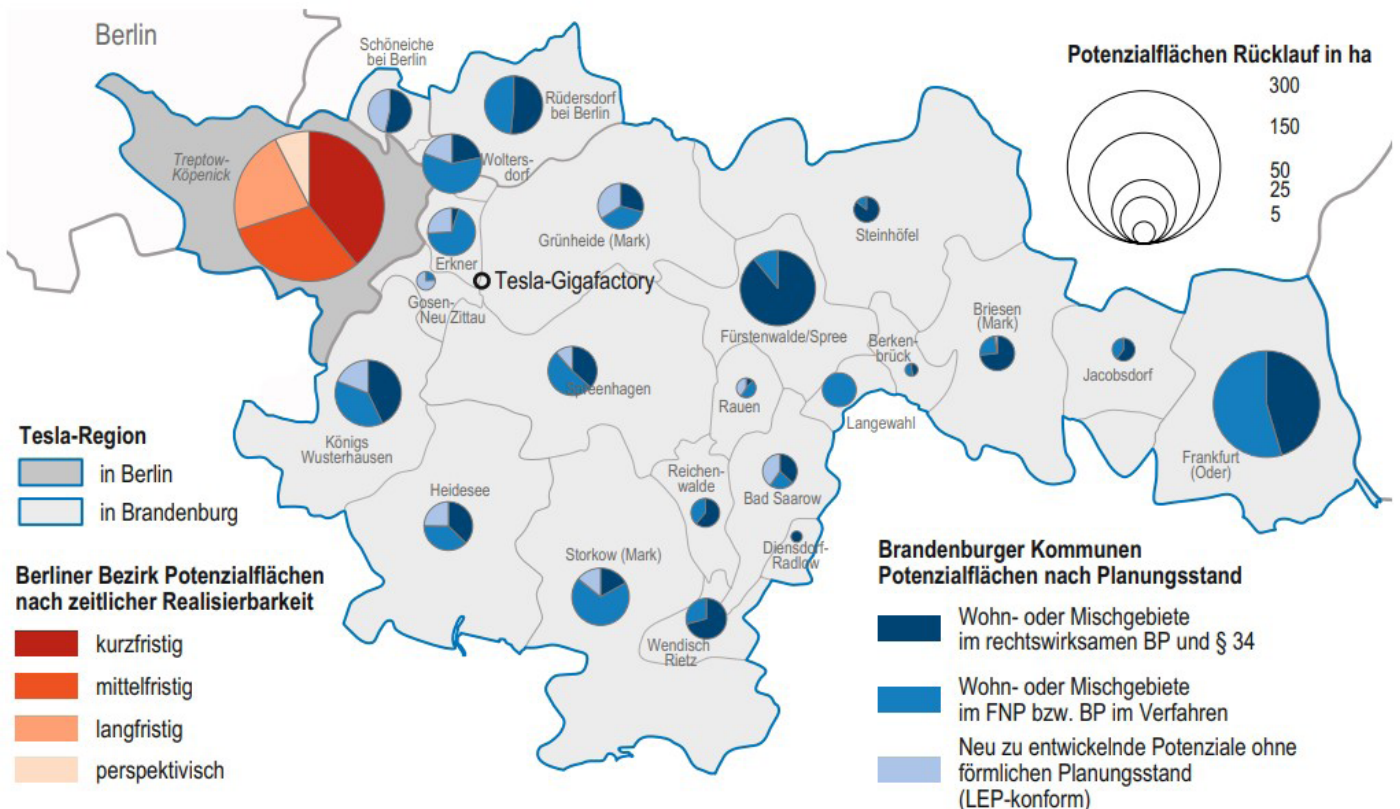 Berlin
Schöneiche
bei Berlin
Rüdersdorf
bei Berlin
Treptow-
Köpenick
Wolters-
dorf
Grünheide (Mark)
Erkner
Tesla-Gigafactory
Gosen-
Neu Zittau
Steinhöfel
Fürstenwalde/Spree
Berken-
brück
Briesen
(Mark)
Jacobsdorf
Frankfurt
(Oder)
Spreenhagen
Rauen
Langewahl
Königs
Wusterhausen
Heidesee
Reichen-
walde
Bad Saarow
Storkow (Mark)
Diensdorf-
Radlow
Wendisch
Rietz
Potenzialflächen Rücklauf in ha
300
150
50
25
5
Tesla-Region
in Berlin
in Brandenburg
Berliner Bezirk Potenzialflächen
nach zeitlicher Realisierbarkeit
kurzfristig
mittelfristig
langfristig
perspektivisch
Brandenburger Kommunen
Potenzialflächen nach Planungsstand
Wohn- oder Mischgebiete
im rechtswirksamen BP und § 34
Wohn- oder Mischgebiete
im FNP bzw. BP im Verfahren
Neu zu entwickelnde Potenziale ohne
förmlichen Planungsstand
(LEP-konform)